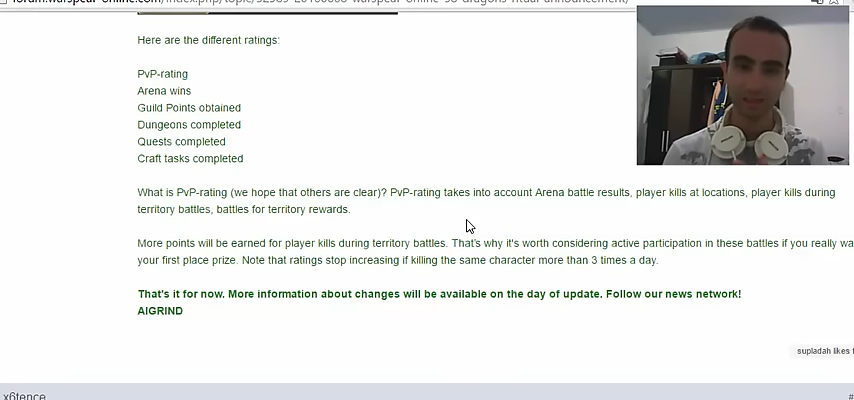 Here are the different ratings:
PvP-rating
Arena wins
Guild Points obtained
Dungeons completed
Quests completed
Craft tasks completed
What is PvP-rating (we hope that others are clear)? PvP-rating takes into account Arena battle results, player kills at locations, player kills during
territory battles, battles for territory rewards.
More points will be earned for player kills during territory battles. That's why it's worth considering active participation in these battles if you really wa
your first place prize. Note that ratings stop increasing if killing the same character more than 3 times a day.
That's it for now. More information about changes will be available on the day of update. Follow our news network!
AIGRIND
supladah likes
x6tence
#